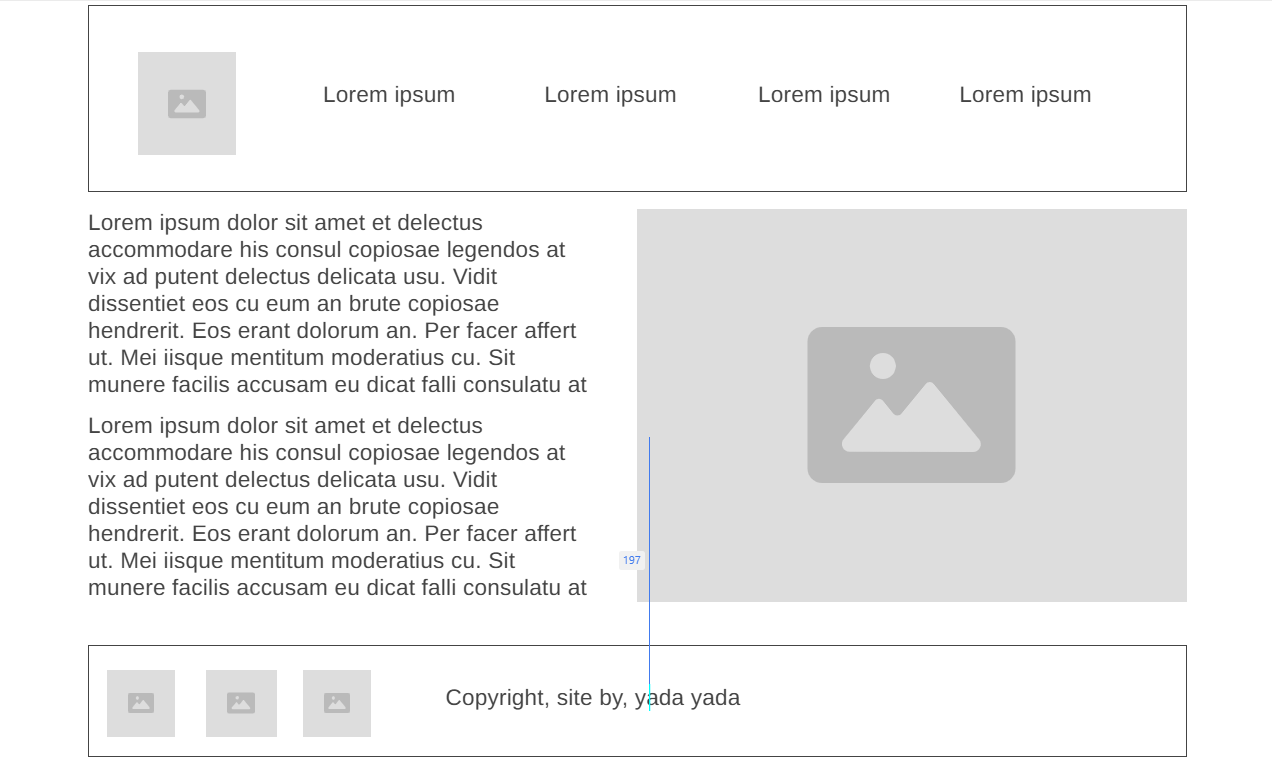 Lorem ipsum Lorem ipsum Lorem ipsum Lorem ipsum
Lorem ipsum dolor sit amet et delectus
accommodare his consul copiosae legendos at
vix ad putent delectus delicata usu. Vidit
dissentiet eos cu eum an brute copiosae
hendrerit. Eos erant dolorum an. Per facer affert
ut. Mei iisque mentitum moderatius cu. Sit
munere facilis accusam eu dicat falli consulatu at
Lorem ipsum dolor sit amet et delectus
accommodare his consul copiosae legendos at
vix ad putent delectus delicata usu. Vidit
dissentiet eos cu eum an brute copiosae
hendrerit. Eos erant dolorum an. Per facer affert
ut. Mei iisque mentitum moderatius cu. Sit
munere facilis accusam eu dicat falli consulatu at
197
Copyright, site by, yada yada